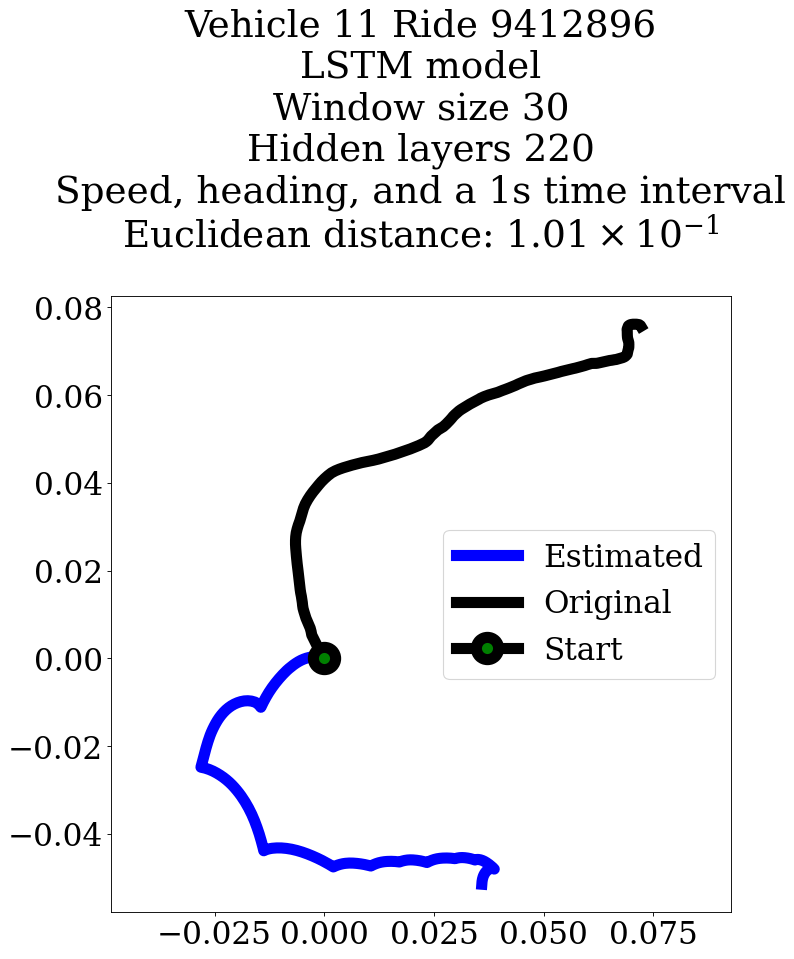 Vehicle 11 Ride 9412896
LSTM model
Window size 30
Hidden layers 220
Speed, heading, and a 1s time interval
Euclidean distance: 1.01 × 10⁻¹
0.08
0.06
0.04
0.02
0.00
−0.02
−0.04
Estimated
Original
Start
−0.025 0.000 0.025 0.050 0.075